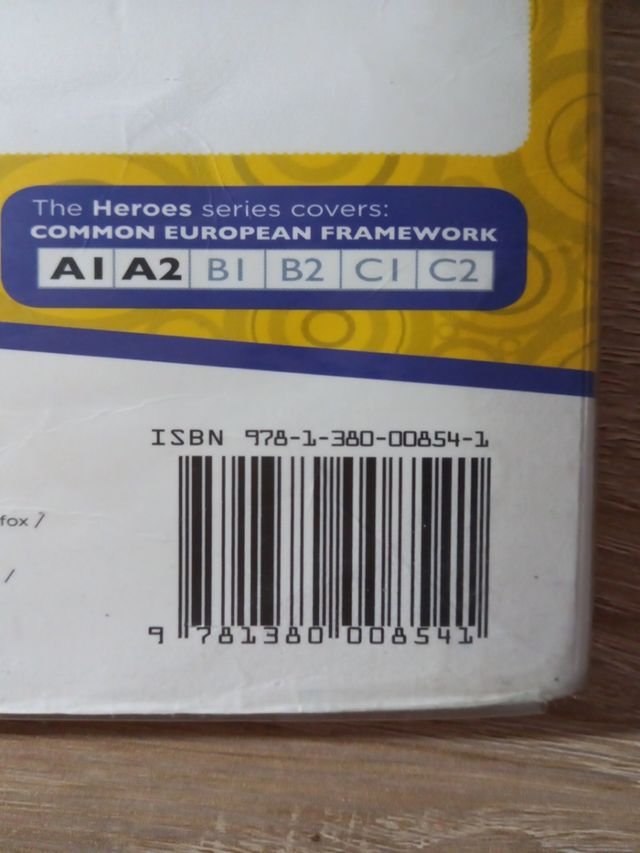 The Heroes series covers:
COMMON EUROPEAN FRAMEWORK
A1 A2 B1 B2 C1 C2
ISBN 978-1-380-00854-1
fox /
/
9 781380 008541